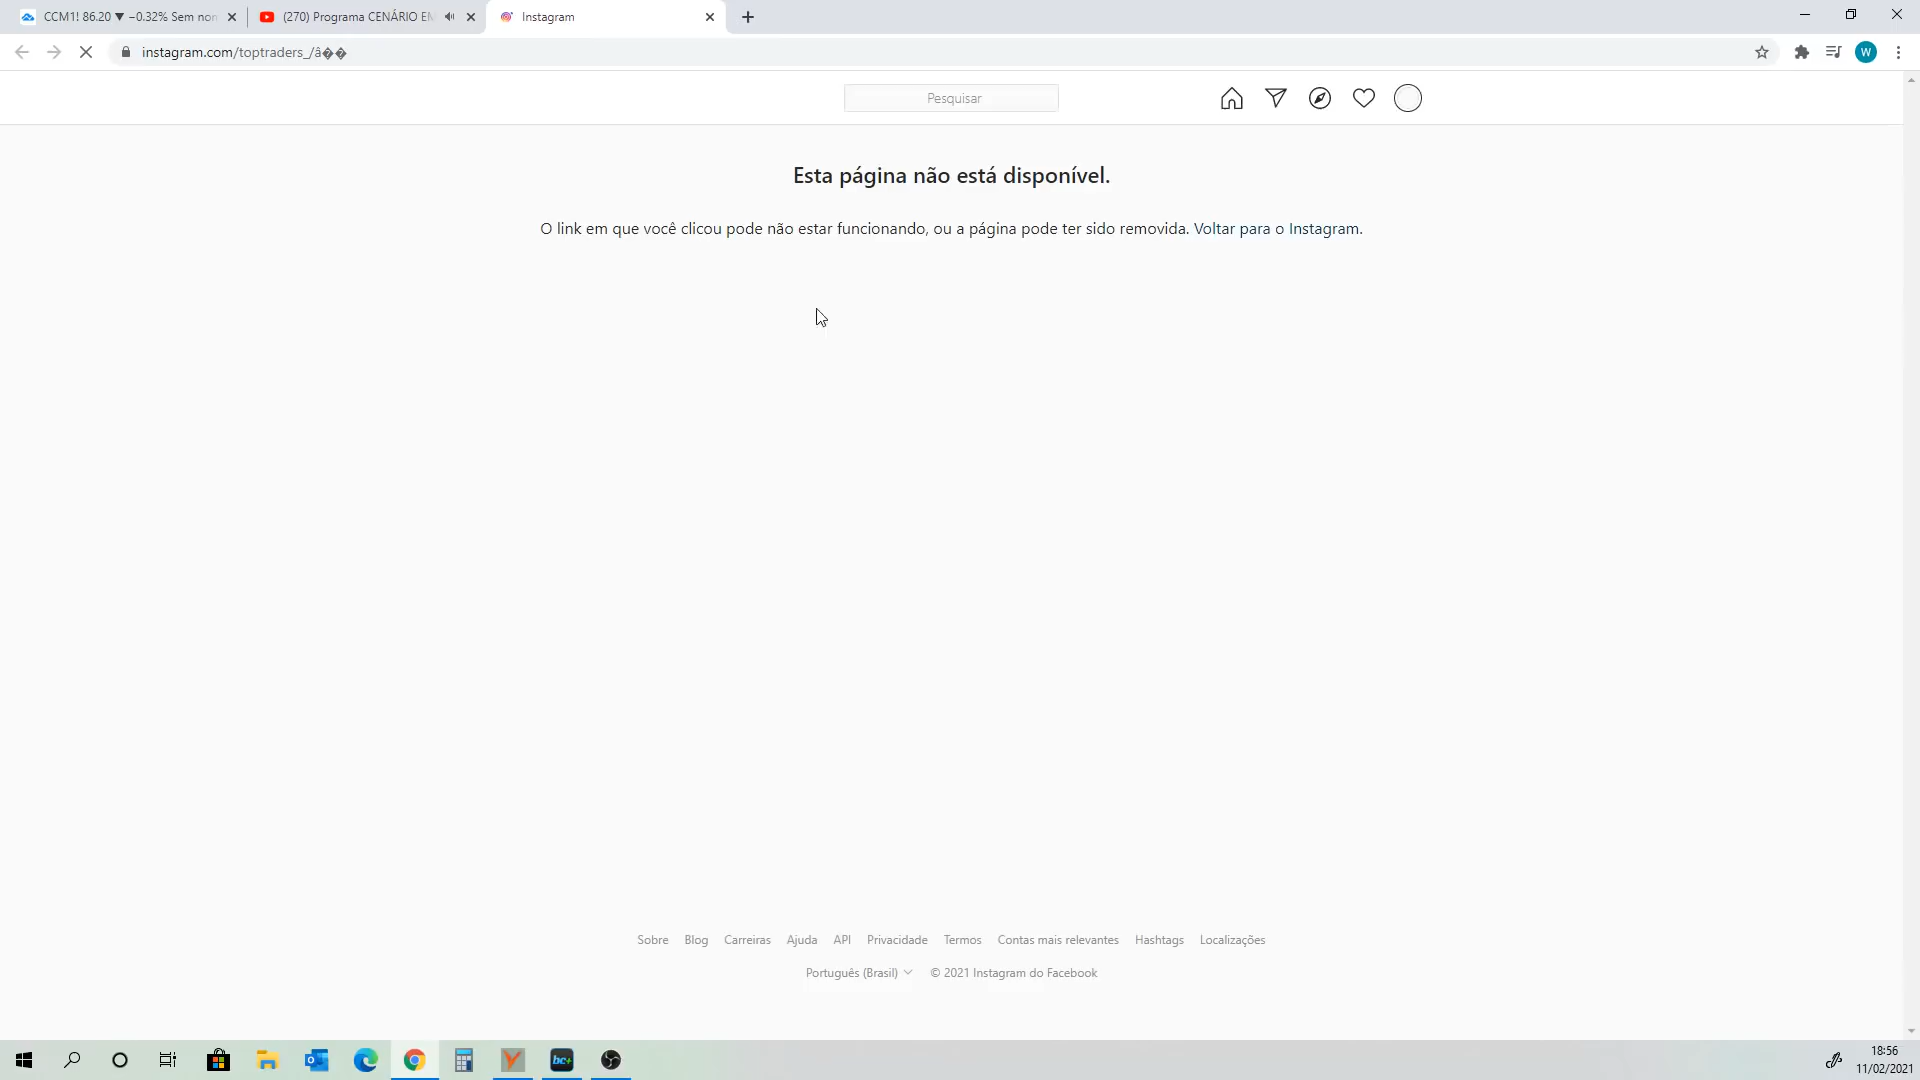 CCM1! 86.20 ▼ −0.32% Sem nom
(270) Programa CENÁRIO EM
Instagram
instagram.com/toptraders_/â��
W
Pesquisar
Esta página não está disponível.
O link em que você clicou pode não estar funcionando, ou a página pode ter sido removida. Voltar para o Instagram.
Sobre Blog Carreiras Ajuda API Privacidade Termos Contas mais relevantes Hashtags Localizações
Português (Brasil) © 2021 Instagram do Facebook
bc+
18:56
11/02/2021